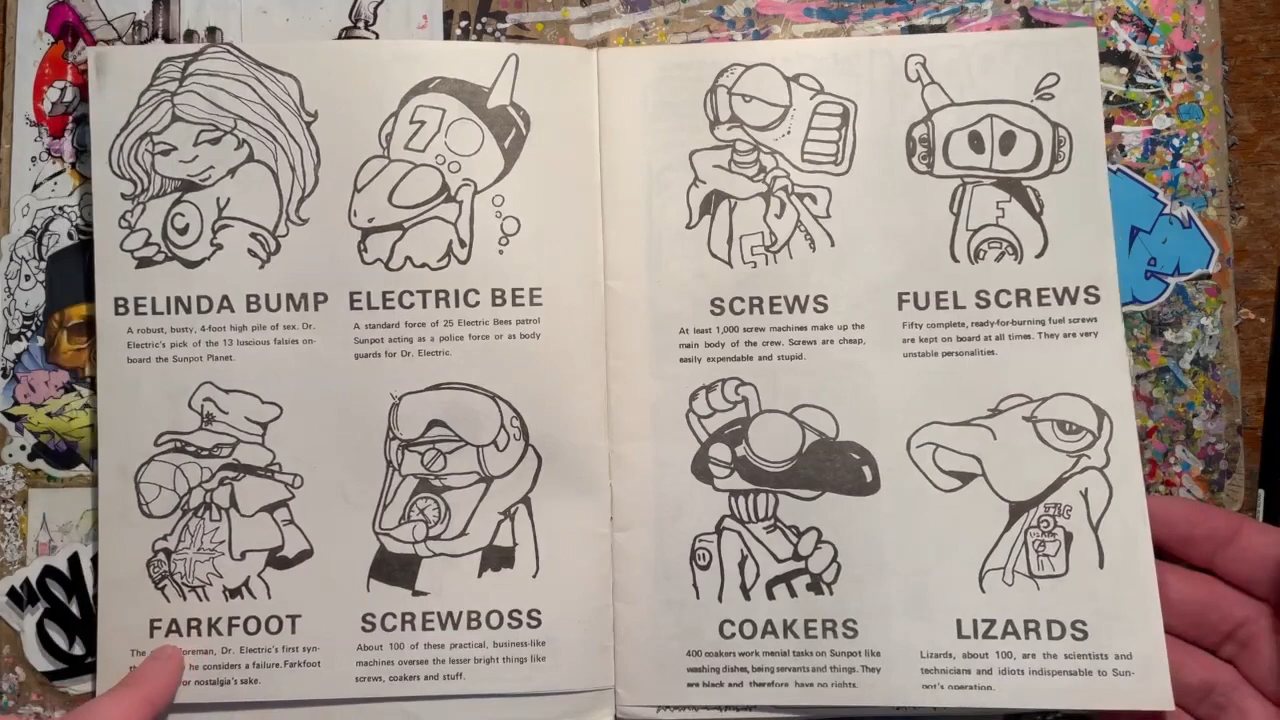 7
BELINDA BUMP
A robust, busty, 4-foot high pile of sex. Dr.
Electric's pick of the 13 luscious falsies on-
board the Sunpot Planet.
ELECTRIC BEE
A standard force of 25 Electric Bees patrol
Sunpot acting as a police force or as body
guards for Dr. Electric.
FARKFOOT
The foreman, Dr. Electric's first syn-
he considers a failure. Farkfoot
or nostalgia's sake.
S
SCREWBOSS
About 100 of these practical, business-like
machines oversee the lesser bright things like
screws, coakers and stuff.
SCREWS
At least 1,000 screw machines make up the
main body of the crew. Screws are cheap,
easily expendable and stupid.
F
FUEL SCREWS
Fifty complete, ready-for-burning fuel screws
are kept on board at all times. They are very
unstable personalities.
COAKERS
400 coakers work menial tasks on Sunpot like
washing dishes, being servants and things. They
are black and therefore have no rights.
LIZARDS
Lizards, about 100, are the scientists and
technicians and idiots indispensable to Sun-
pot's operation.